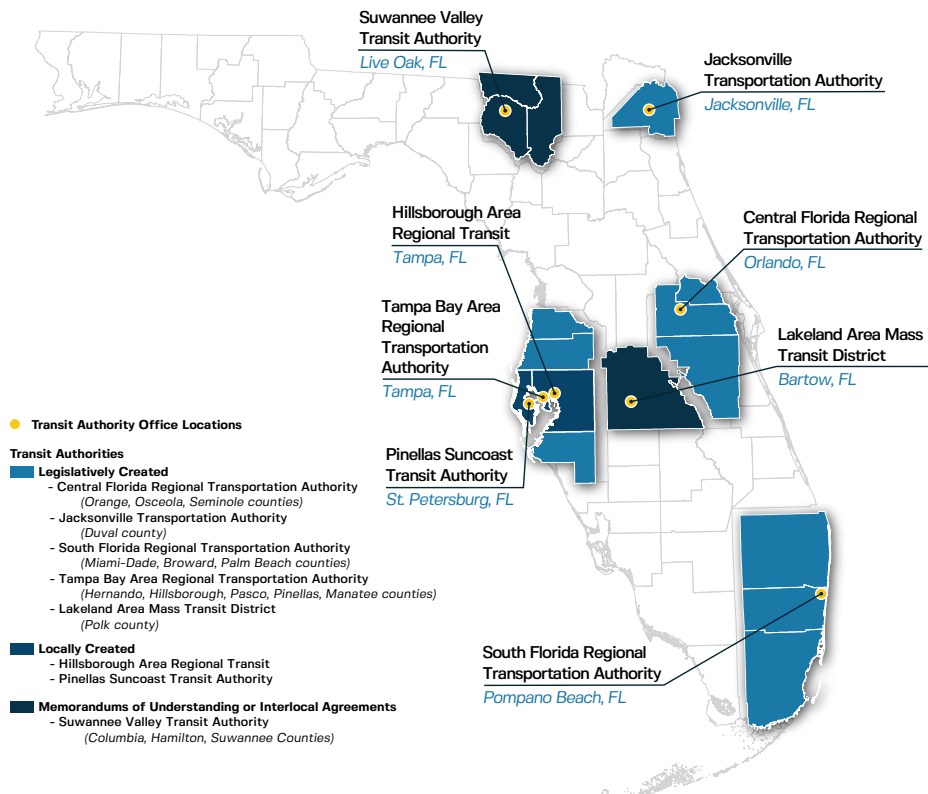 Suwannee Valley
Transit Authority
Live Oak, FL
Jacksonville
Transportation Authority
Jacksonville, FL
Hillsborough Area
Regional Transit
Tampa, FL
Central Florida Regional
Transportation Authority
Orlando, FL
Tampa Bay Area
Regional
Transportation
Authority
Tampa, FL
Lakeland Area Mass
Transit District
Bartow, FL
Pinellas Suncoast
Transit Authority
St. Petersburg, FL
South Florida Regional
Transportation Authority
Pompano Beach, FL
Transit Authority Office Locations
Transit Authorities
Legislatively Created
- Central Florida Regional Transportation Authority
(Orange, Osceola, Seminole counties)
- Jacksonville Transportation Authority
(Duval county)
- South Florida Regional Transportation Authority
(Miami-Dade, Broward, Palm Beach counties)
- Tampa Bay Area Regional Transportation Authority
(Hernando, Hillsborough, Pasco, Pinellas, Manatee counties)
- Lakeland Area Mass Transit District
(Polk county)
Locally Created
- Hillsborough Area Regional Transit
- Pinellas Suncoast Transit Authority
Memorandums of Understanding or Interlocal Agreements
- Suwannee Valley Transit Authority
(Columbia, Hamilton, Suwannee Counties)